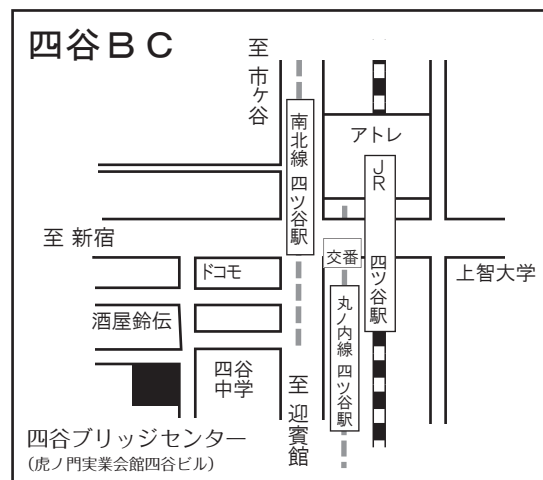 四谷ＢＣ
至 市ヶ谷
南北線 四ツ谷駅
アトレ
JR 四ツ谷駅
至 新宿
交番
上智大学
ドコモ
丸ノ内線 四ツ谷駅
酒屋鈴伝
四谷
中学
至 迎賓館
四谷ブリッジセンター
(虎ノ門実業会館四谷ビル)